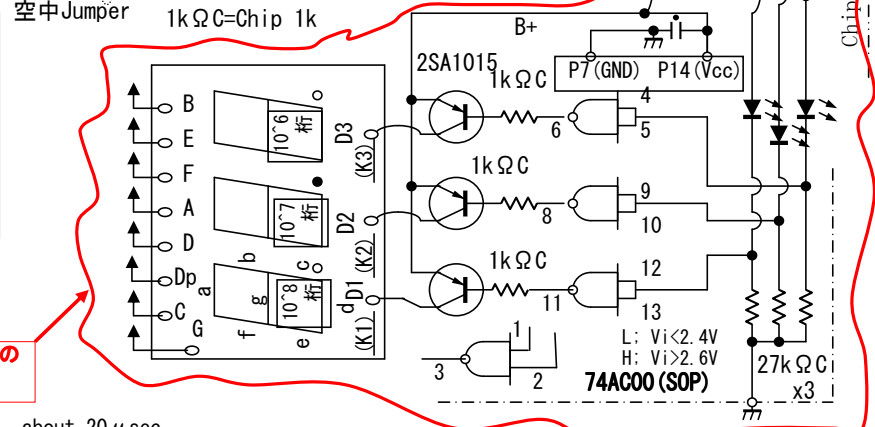 空中Jumper
1kΩC=Chip 1k
B+
Chip
2SA1015
P7(GND) P14(Vcc)
1kΩC
4
5
6
B
E
F
A
D
Dp
C
G
10^6
桁
D3
(K3)
1kΩC
9
10
8
10^7
桁
D2
(K2)
1kΩC
12
13
11
10^8
桁
D1
(K1)
a
b
c
d
e
f
g
1
2
3
L; Vi<2.4V
H; Vi>2.6V
74AC00(SOP)
27kΩC
x3
の
about 20μsec